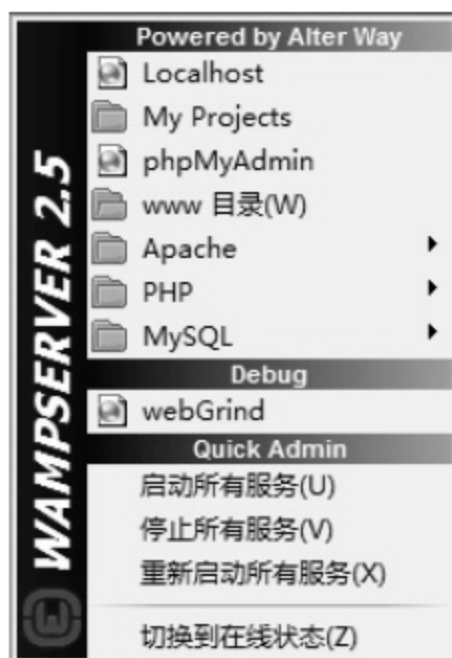 Powered by Alter Way
Localhost
My Projects
phpMyAdmin
www 目录(W)
Apache
PHP
MySQL
Debug
webGrind
Quick Admin
启动所有服务(U)
停止所有服务(V)
重新启动所有服务(X)
切换到在线状态(Z)
WAMPSERVER 2.5